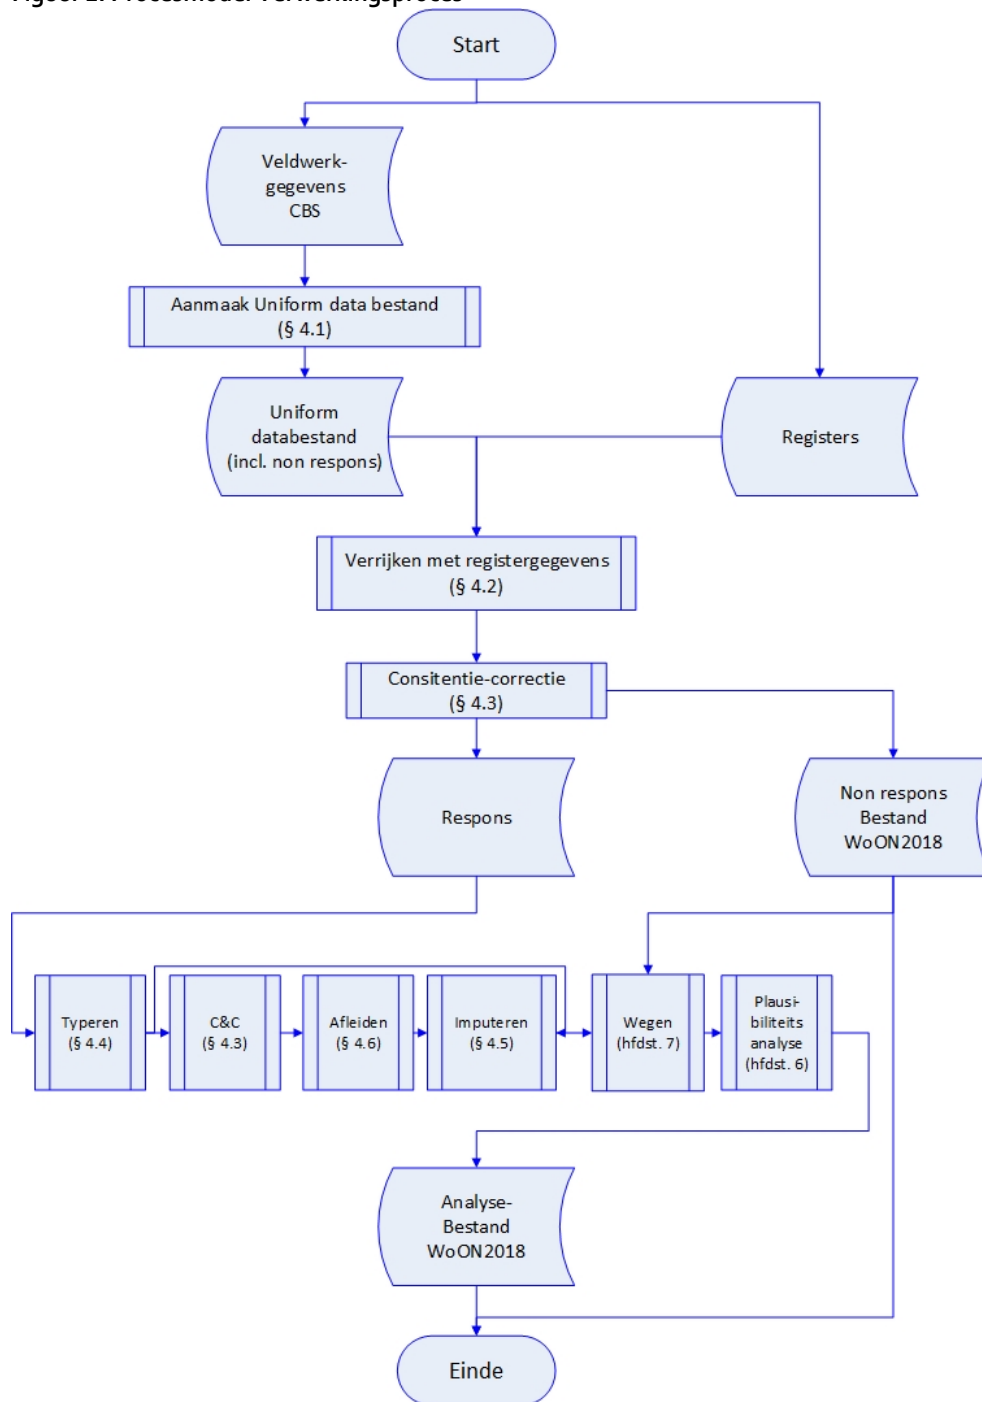 Start
Veldwerk-
gegevens
CBS
Aanmaak Uniform data bestand
(§ 4.1)
Uniform
databestand
(incl. non respons)
Registers
Verrijken met registergegevens
(§ 4.2)
Consitentie-correctie
(§ 4.3)
Respons
Non respons
Bestand
WoON2018
Typeren
(§ 4.4)
C&C
(§ 4.3)
Afleiden
(§ 4.6)
Imputeren
(§ 4.5)
Wegen
(hfdst. 7)
Plausi-
biliteits
analyse
(hfdst. 6)
Analyse-
Bestand
WoON2018
Einde